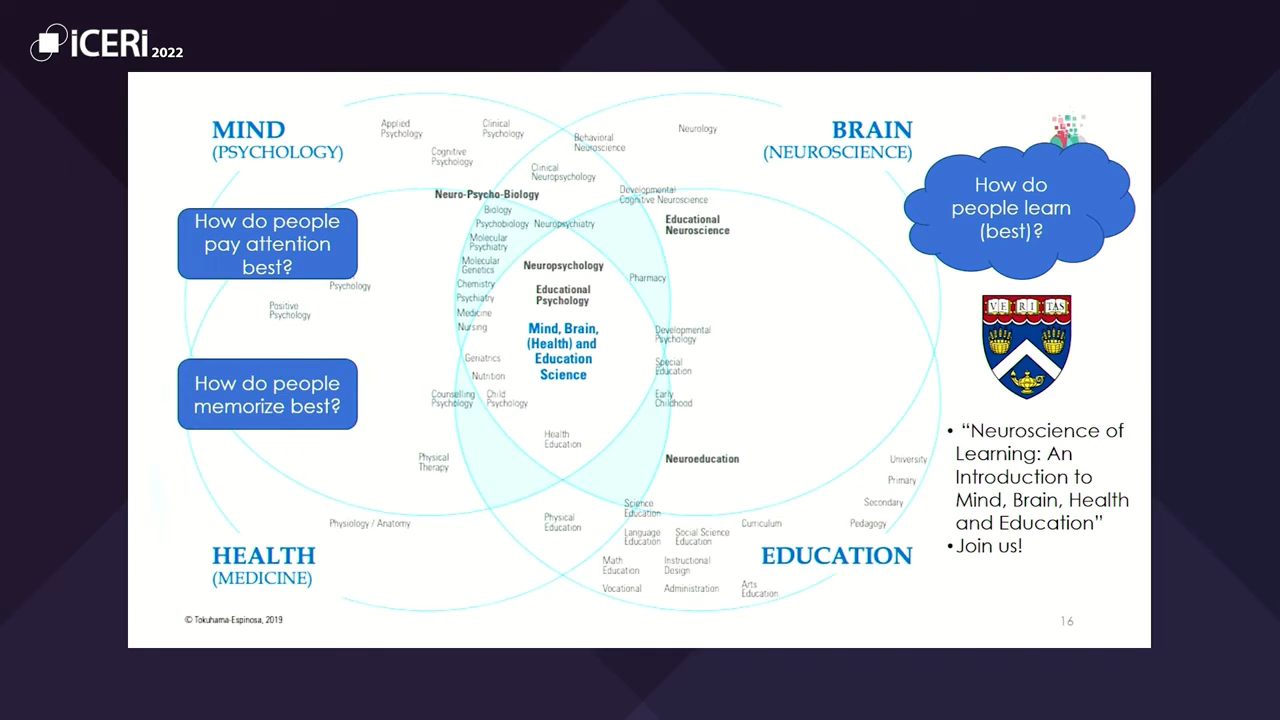 iCERi 2022
MIND
(PSYCHOLOGY)
Applied
Psychology
Clinical
Psychology
Cognitive
Psychology
Behavioral
Neuroscience
Neurology
BRAIN
(NEUROSCIENCE)
Clinical
Neuropsychology
Neuro-Psycho-Biology
Developmental
Cognitive Neuroscience
Biology
Psychobiology
Neuropsychiatry
Educational
Neuroscience
Molecular
Psychiatry
Molecular
Genetics
Neuropsychology
Pharmacy
Chemistry
Educational
Psychology
Psychiatry
Medicine
Nursing
Mind, Brain,
(Health) and
Education
Science
Developmental
Psychology
Geriatrics
Special
Education
Nutrition
Counselling
Psychology
Child
Psychology
Early
Childhood
Health
Education
Physical
Therapy
Neuroeducation
University
Primary
Secondary
Pedagogy
Science
Education
Physical
Education
Physiology / Anatomy
Language
Education
Social Science
Education
Curriculum
Math
Education
Instructional
Design
Vocational
Administration
Arts
Education
HEALTH
(MEDICINE)
EDUCATION
How do people
pay attention
best?
Psychology
Positive
Psychology
How do people
memorize best?
How do
people learn
(best)?
VE RI TAS
• “Neuroscience of
Learning: An
Introduction to
Mind, Brain, Health
and Education”
• Join us!
© Tokuhama-Espinosa, 2019
16